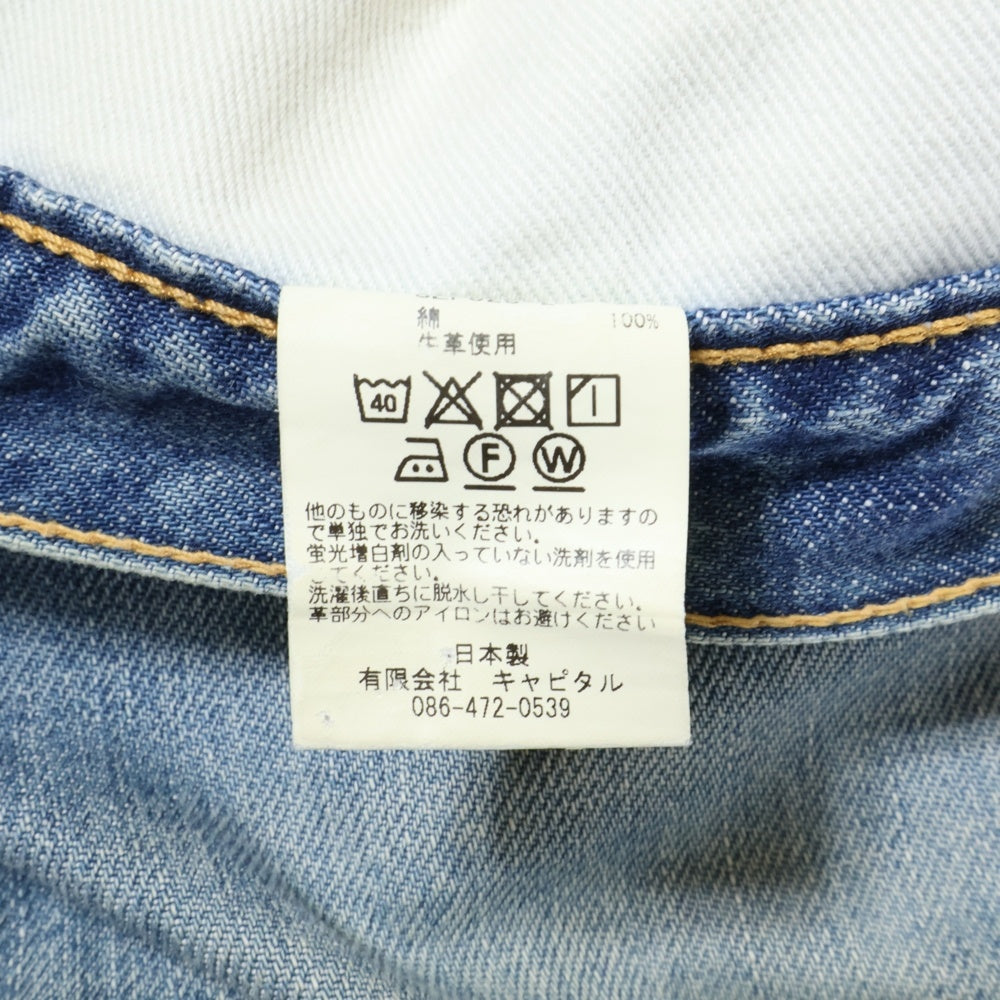 綿 100%
牛革使用
40
F W
他のものに移染する恐れがありますの
で単独でお洗いください。
蛍光増白剤の入っていない洗剤を使用
してください。
洗濯後直ちに脱水し干してください。
革部分へのアイロンはお避けください
日本製
有限会社 キャピタル
086-472-0539